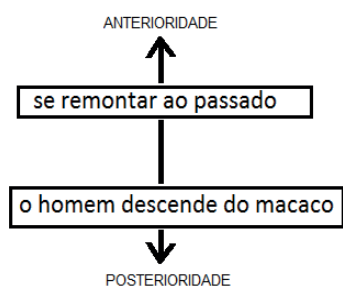 ANTERIORIDADE
se remontar ao passado
o homem descende do macaco
POSTERIORIDADE